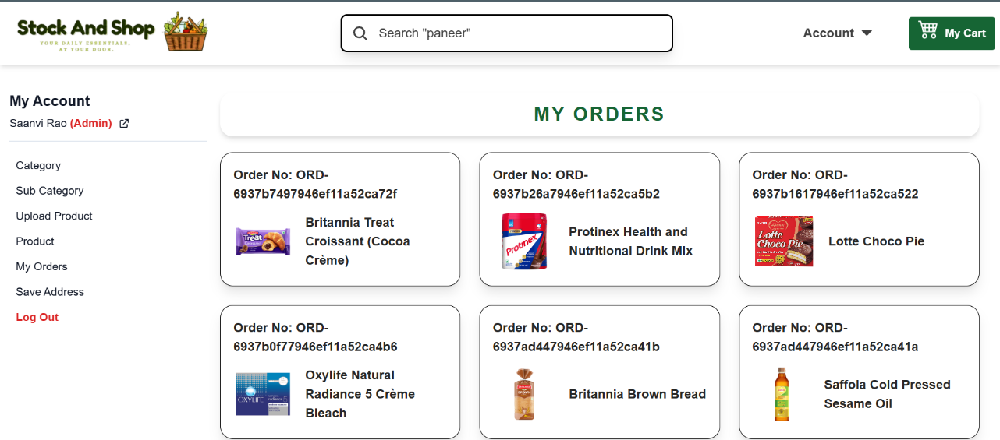 Stock And Shop
YOUR DAILY ESSENTIALS,
AT YOUR DOOR.
Search "paneer"
Account
My Cart
My Account
Saanvi Rao (Admin)
Category
Sub Category
Upload Product
Product
My Orders
Save Address
Log Out
MY ORDERS
Order No: ORD-
6937b7497946ef11a52ca72f
Treat
Britannia Treat
Croissant (Cocoa
Crème)
Order No: ORD-
6937b26a7946ef11a52ca5b2
Protinex
Protinex Health and
Nutritional Drink Mix
Order No: ORD-
6937b1617946ef11a52ca522
Lotte
Choco Pie
Lotte Choco Pie
Order No: ORD-
6937b0f77946ef11a52ca4b6
OXYLIFE
Oxylife Natural
Radiance 5 Crème
Bleach
Order No: ORD-
6937ad447946ef11a52ca41b
Britannia Brown Bread
Order No: ORD-
6937ad447946ef11a52ca41a
Saffola Cold Pressed
Sesame Oil